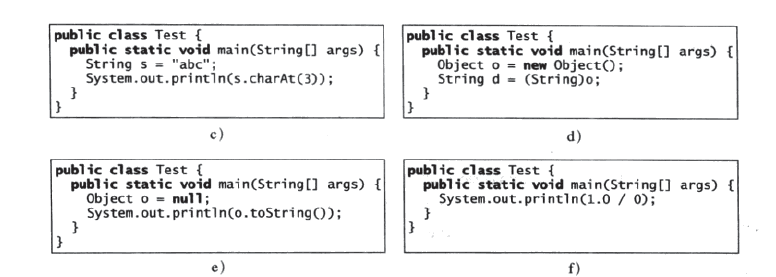 public class Test {
public static void main(String[] args) {
String s = "abc";
System.out.println(s.charAt(3));
}
}
c)
public class Test {
public static void main(String[] args) {
Object o = new Object();
String d = (String)o;
}
}
d)
public class Test {
public static void main(String[] args) {
Object o = null;
System.out.println(o.toString());
}
}
e)
public class Test {
public static void main(String[] args) {
System.out.println(1.0 / 0);
}
}
f)